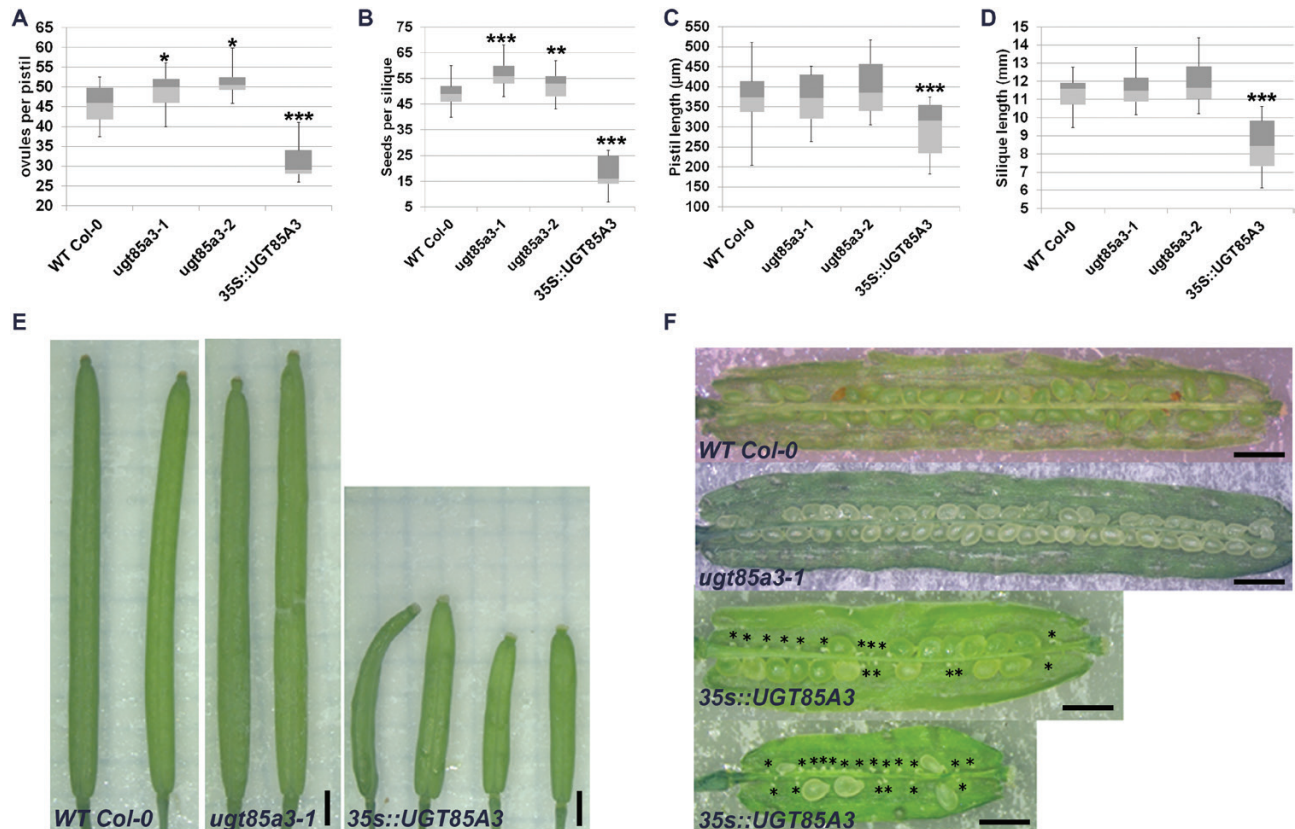 A
ovules per pistil
65
60
55
50
45
40
35
30
25
20
*
*
***
WT Col-0
ugt85a3-1
ugt85a3-2
35S::UGT85A3
B
Seeds per silique
75
65
55
45
35
25
15
5
***
**
***
WT Col-0
ugt85a3-1
ugt85a3-2
35S::UGT85A3
C
Pistil length (µm)
550
500
450
400
350
300
250
200
150
100
***
WT Col-0
ugt85a3-1
ugt85a3-2
35S::UGT85A3
D
Silique length (mm)
15
14
13
12
11
10
9
8
7
6
5
***
WT Col-0
ugt85a3-1
ugt85a3-2
35S::UGT85A3
E
WT Col-0
ugt85a3-1
35s::UGT85A3
F
WT Col-0
ugt85a3-1
* * * * * * *** *
** ** *
35s::UGT85A3
* **** * * * * * * * *
* * ** * *
35s::UGT85A3